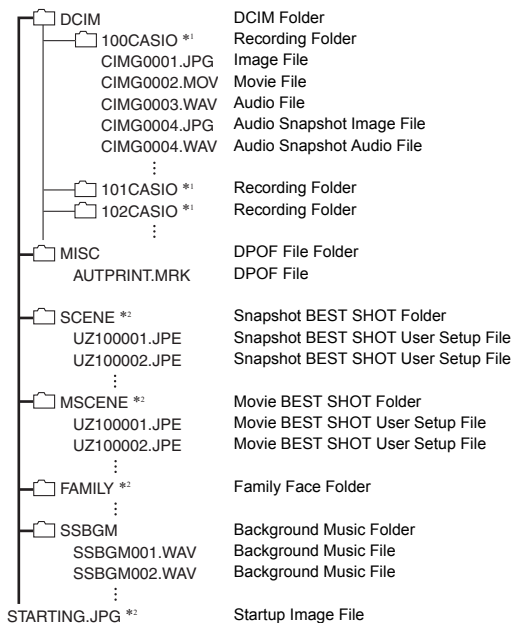 DCIM DCIM Folder
100CASIO *1 Recording Folder
CIMG0001.JPG Image File
CIMG0002.MOV Movie File
CIMG0003.WAV Audio File
CIMG0004.JPG Audio Snapshot Image File
CIMG0004.WAV Audio Snapshot Audio File
101CASIO *1 Recording Folder
102CASIO *1 Recording Folder
MISC DPOF File Folder
AUTPRINT.MRK DPOF File
SCENE *2 Snapshot BEST SHOT Folder
UZ100001.JPE Snapshot BEST SHOT User Setup File
UZ100002.JPE Snapshot BEST SHOT User Setup File
MSCENE *2 Movie BEST SHOT Folder
UZ100001.JPE Movie BEST SHOT User Setup File
UZ100002.JPE Movie BEST SHOT User Setup File
FAMILY *2 Family Face Folder
SSBGM Background Music Folder
SSBGM001.WAV Background Music File
SSBGM002.WAV Background Music File
STARTING.JPG *2 Startup Image File